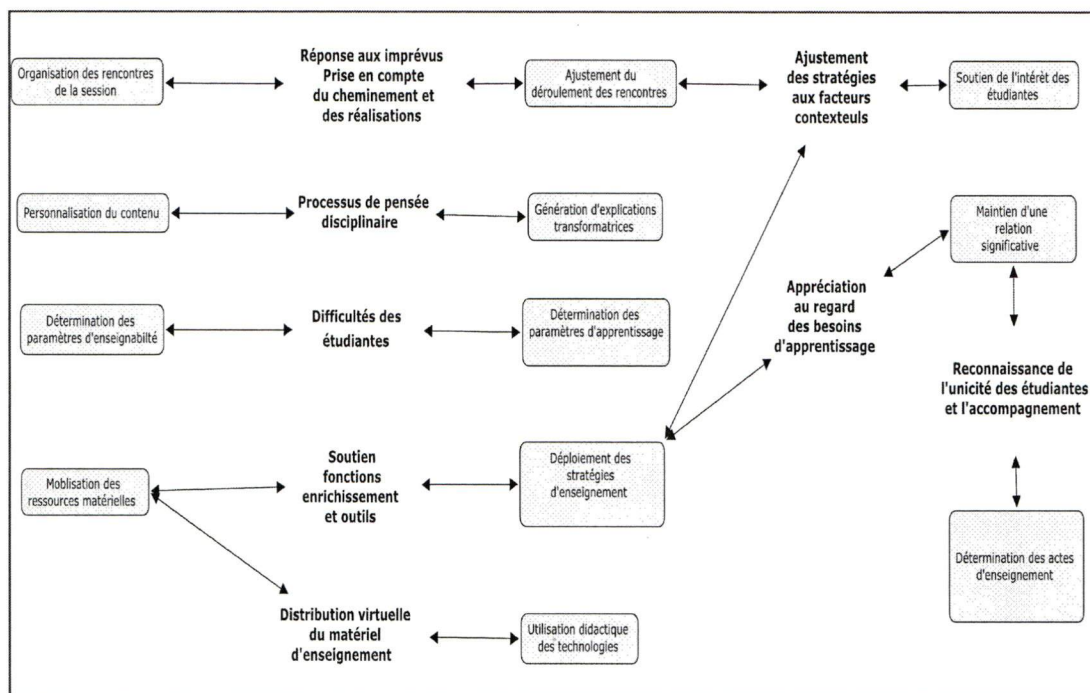 Organisation des rencontres
de la session
Réponse aux imprévus
Prise en compte
du cheminement et
des réalisations
Ajustement du
déroulement des rencontres
Ajustement
des stratégies
aux facteurs
contexteuls
Soutien de l'intérèt des
étudiantes
Personnalisation du contenu
Processus de pensée
disciplinaire
Génération d'explications
transformatrices
Maintien d'une
relation
significative
Détermination des
paramètres d'enseignabilté
Difficultés des
étudiantes
Détermination des
paramètres d'apprentissage
Appréciation
au regard
des besoins
d'apprentissage
Reconnaissance de
l'unicité des étudiantes
et l'accompagnement
Moblisation des
ressources matérielles
Soutien
fonctions
enrichissement
et outils
Déploiement des
stratégies
d'enseignement
Détermination des actes
d'enseignement
Distribution virtuelle
du matériel
d'enseignement
Utilisation didactique
des technologies